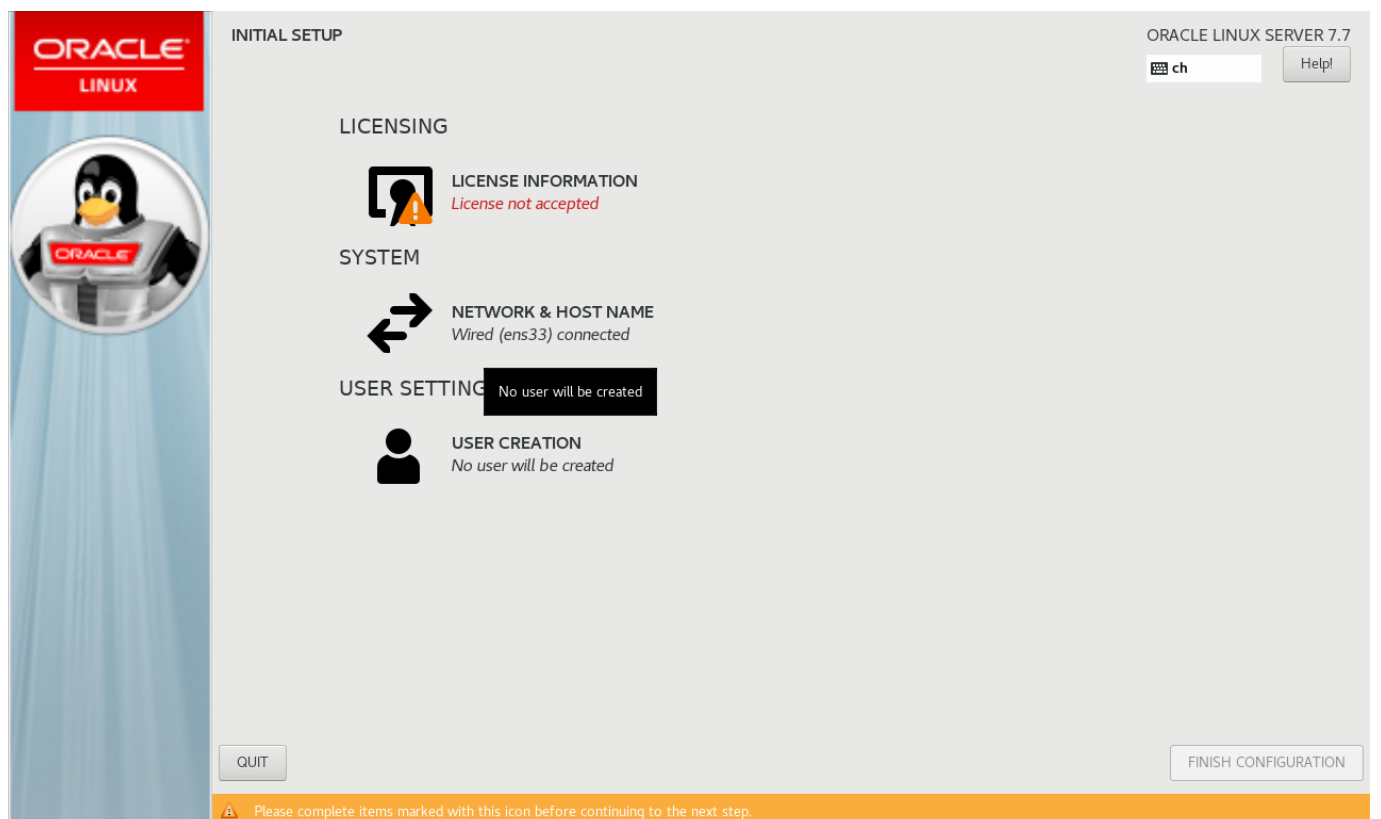 ORACLE
LINUX
ORACLE
INITIAL SETUP
ORACLE LINUX SERVER 7.7
ch
Help!
LICENSING
LICENSE INFORMATION
License not accepted
SYSTEM
NETWORK & HOST NAME
Wired (ens33) connected
USER SETTING
No user will be created
USER CREATION
No user will be created
QUIT
FINISH CONFIGURATION
Please complete items marked with this icon before continuing to the next step.